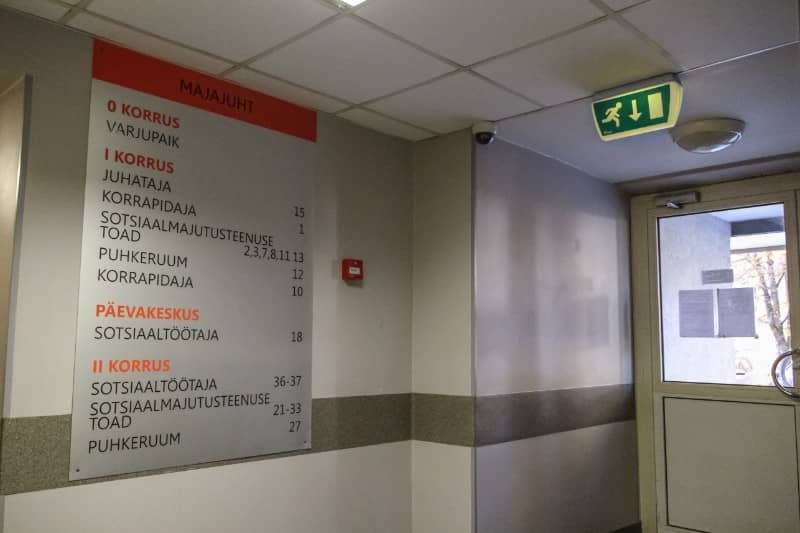 MAJAJUHT
0 KORRUS
VARJUPAIK
I KORRUS
JUHATAJA 15
KORRAPIDAJA 1
SOTSIAALMAJUTUSTEENUSE
TOAD 2,3,7,8,11 13
PUHKERUUM 12
KORRAPIDAJA 10
PÄEVAKESKUS
SOTSIAALTÖÖTAJA 18
II KORRUS
SOTSIAALTÖÖTAJA 36-37
SOTSIAALMAJUTUSTEENUSE
TOAD 21-33
PUHKERUUM 27